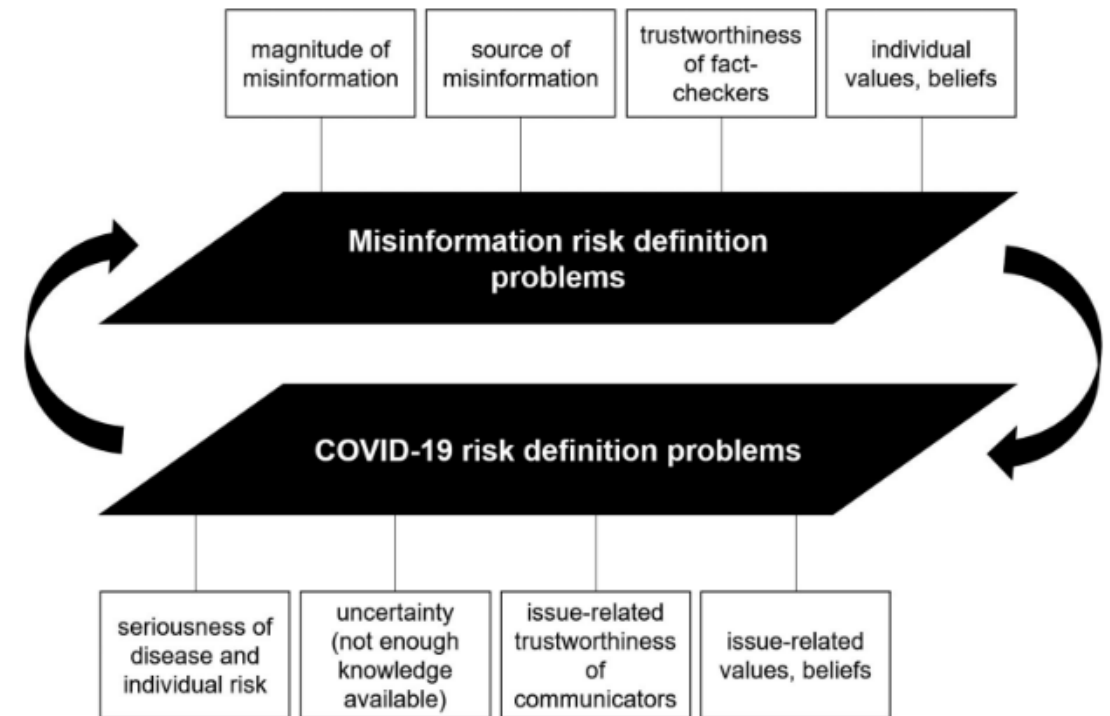 magnitude of
misinformation
source of
misinformation
trustworthiness
of fact-
checkers
individual
values, beliefs
Misinformation risk definition
problems
COVID-19 risk definition problems
seriousness of
disease and
individual risk
uncertainty
(not enough
knowledge
available)
issue-related
trustworthiness
of
communicators
issue-related
values, beliefs